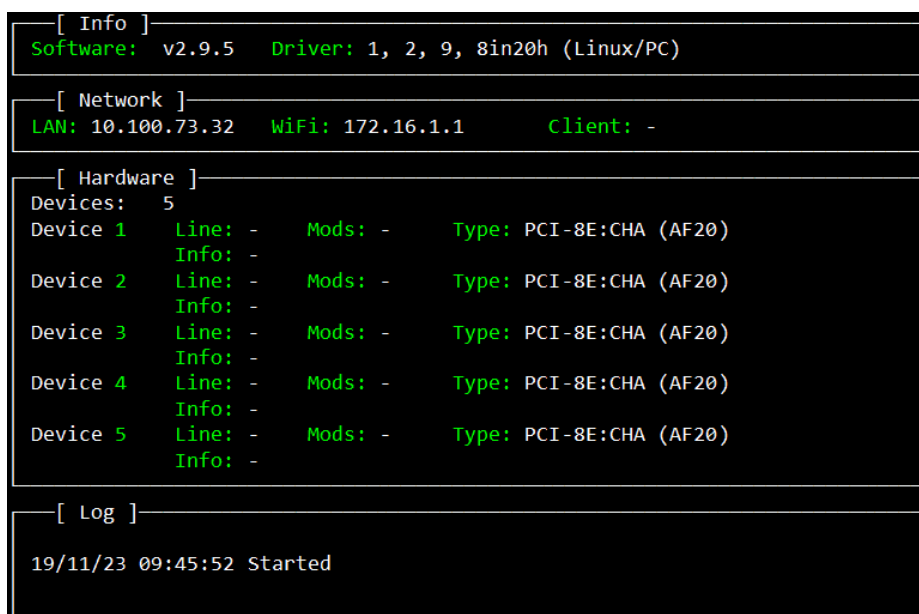 [ Info ]
Software: v2.9.5 Driver: 1, 2, 9, 8in20h (Linux/PC)
[ Network ]
LAN: 10.100.73.32 WiFi: 172.16.1.1 Client: -
[ Hardware ]
Devices: 5
Device 1 Line: - Mods: - Type: PCI-8E:CHA (AF20)
Info: -
Device 2 Line: - Mods: - Type: PCI-8E:CHA (AF20)
Info: -
Device 3 Line: - Mods: - Type: PCI-8E:CHA (AF20)
Info: -
Device 4 Line: - Mods: - Type: PCI-8E:CHA (AF20)
Info: -
Device 5 Line: - Mods: - Type: PCI-8E:CHA (AF20)
Info: -
[ Log ]
19/11/23 09:45:52 Started